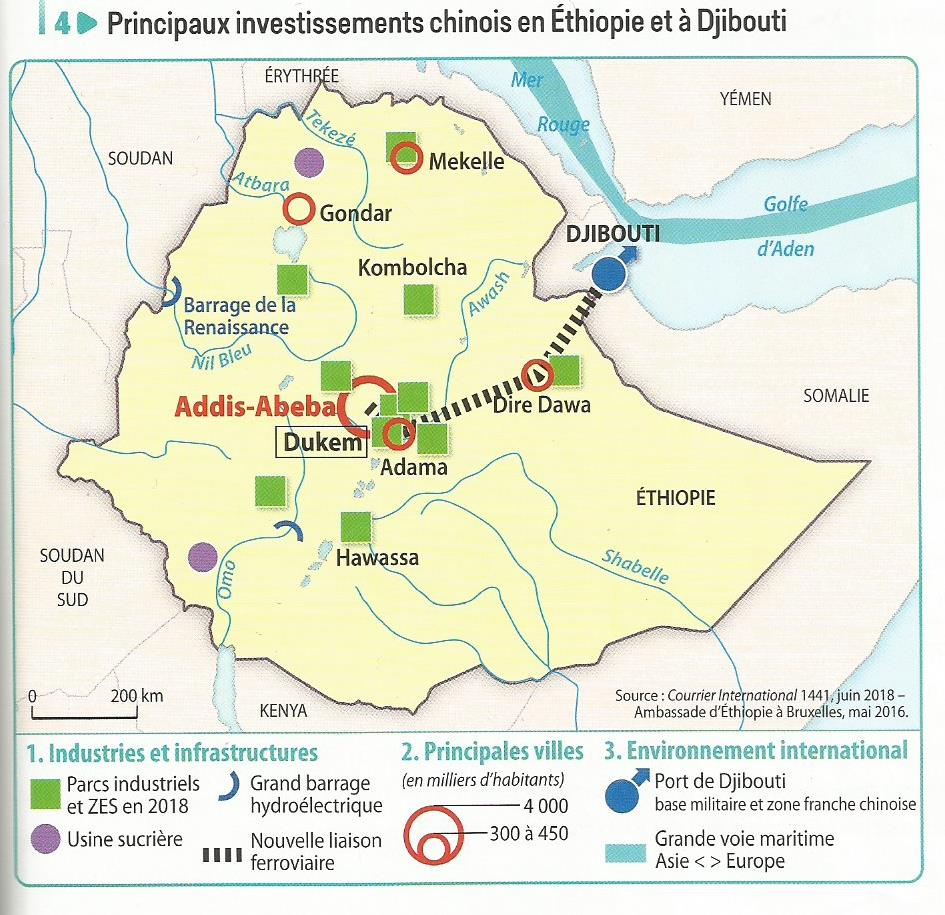 4 ▶ Principaux investissements chinois en Éthiopie et à Djibouti
ÉRYTHRÉE
Mer
Rouge
YÉMEN
SOUDAN
Tekezé
Mekelle
Atbara
Gondar
Golfe
d'Aden
DJIBOUTI
Kombolcha
Awash
Barrage de la
Renaissance
Nil Bleu
Addis-Abeba
Dire Dawa
SOMALIE
Dukem
Adama
ÉTHIOPIE
Hawassa
SOUDAN
DU
SUD
Omo
Shabelle
0 200 km
KENYA
Source : Courrier International 1441, juin 2018 –
Ambassade d'Éthiopie à Bruxelles, mai 2016.
1. Industries et infrastructures
Parcs industriels
et ZES en 2018
Usine sucrière
Grand barrage
hydroélectrique
Nouvelle liaison
ferroviaire
2. Principales villes
(en milliers d'habitants)
4 000
300 à 450
3. Environnement international
Port de Djibouti
base militaire et zone franche chinoise
Grande voie maritime
Asie < > Europe